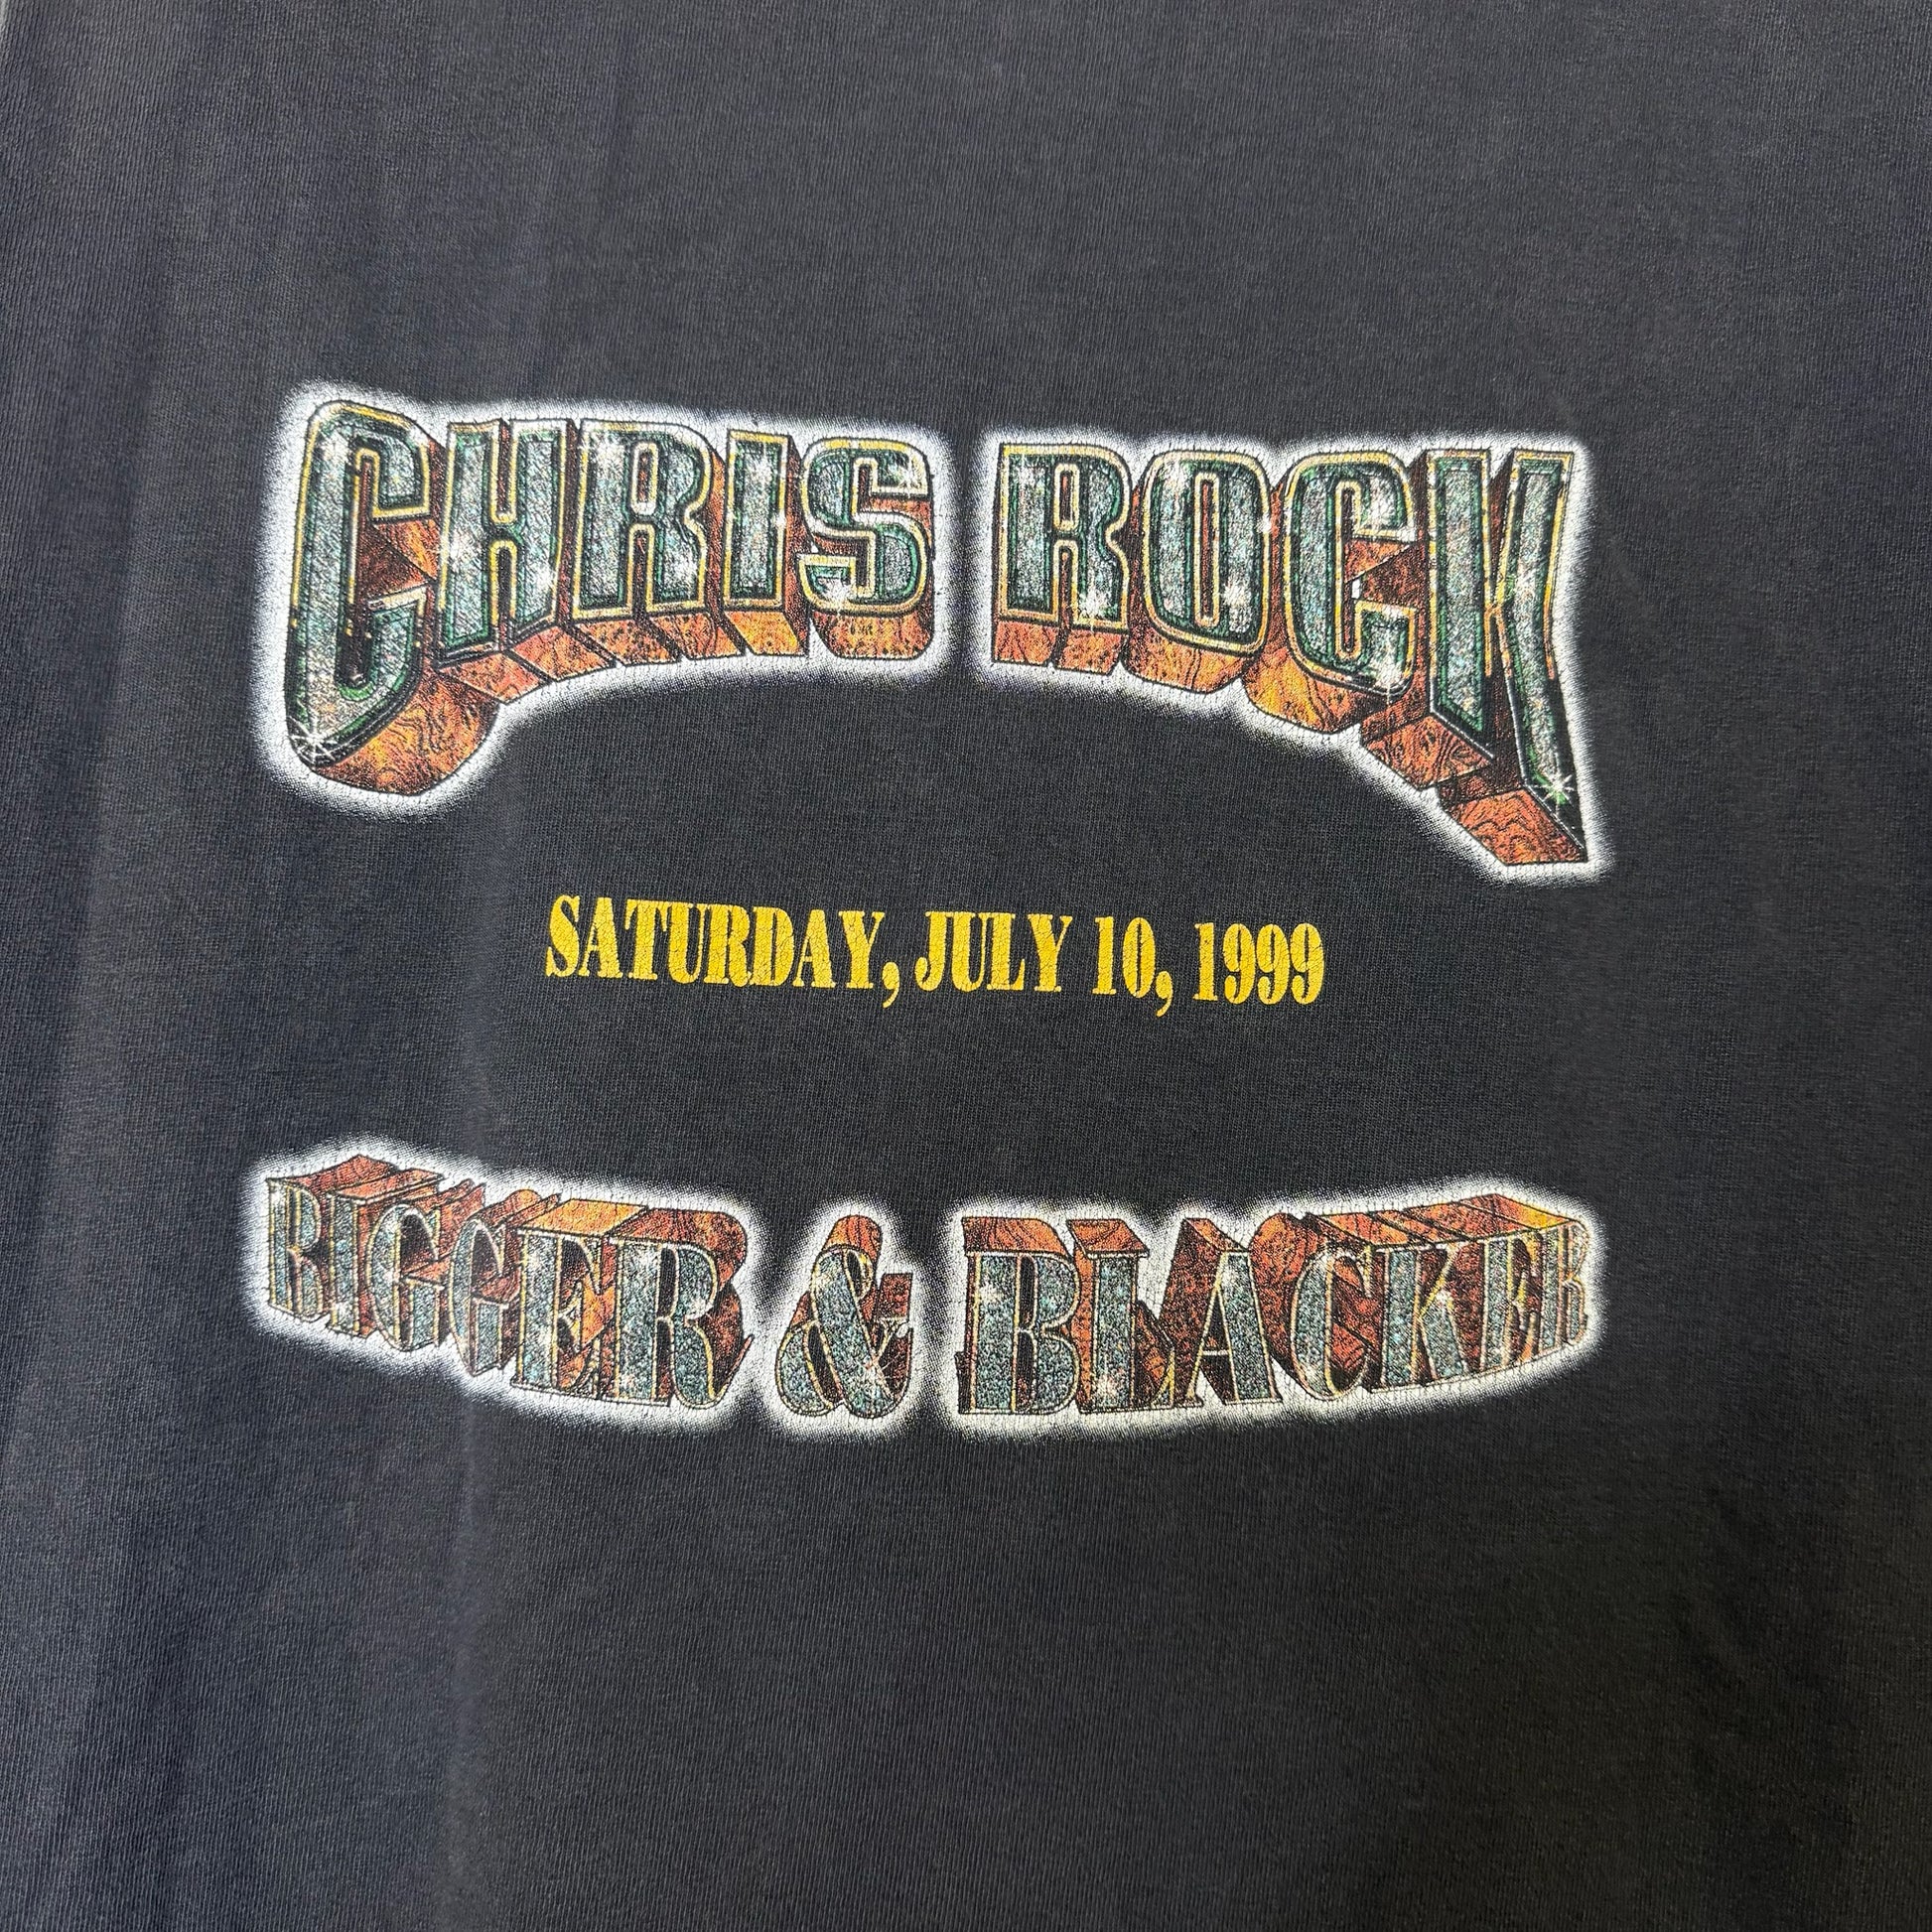 CHRIS ROCK
SATURDAY, JULY 10, 1999
BIGGER & BLACKER